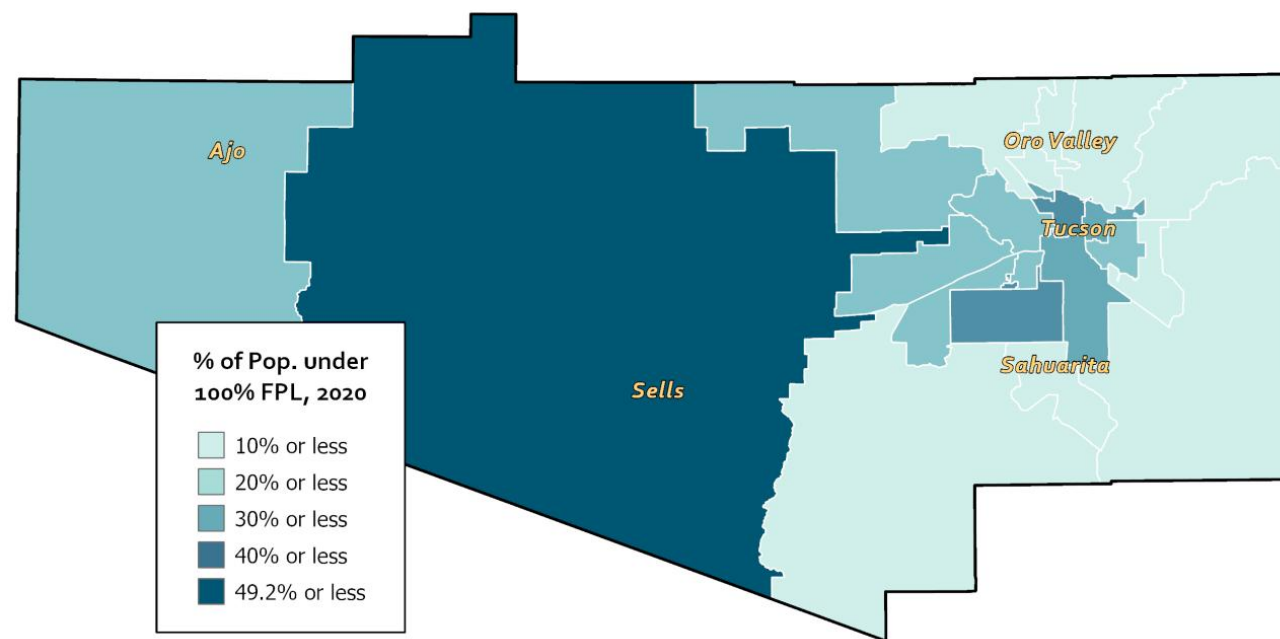 Ajo
Oro Valley
Tucson
Sahuarita
Sells
% of Pop. under
100% FPL, 2020
10% or less
20% or less
30% or less
40% or less
49.2% or less